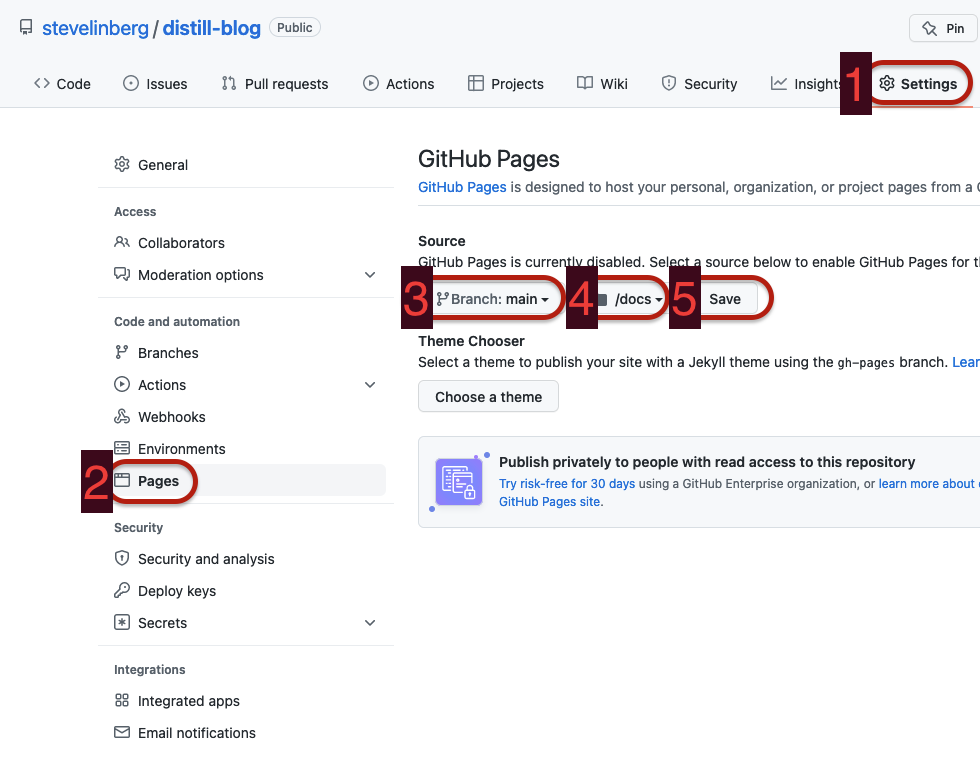 stevelinberg / distill-blog Public
Pin
Code Issues Pull requests Actions Projects Wiki Security Insights 1 Settings
General
Access
Collaborators
Moderation options
Code and automation
Branches
Actions
Webhooks
Environments
2 Pages
Security
Security and analysis
Deploy keys
Secrets
Integrations
Integrated apps
Email notifications
GitHub Pages
GitHub Pages is designed to host your personal, organization, or project pages from a
Source
GitHub Pages is currently disabled. Select a source below to enable GitHub Pages for
3 Branch: main 4 /docs 5 Save
Theme Chooser
Select a theme to publish your site with a Jekyll theme using the gh-pages branch.
Choose a theme
Publish privately to people with read access to this repository
Try risk-free for 30 days using a GitHub Enterprise organization, or learn more about
GitHub Pages site.